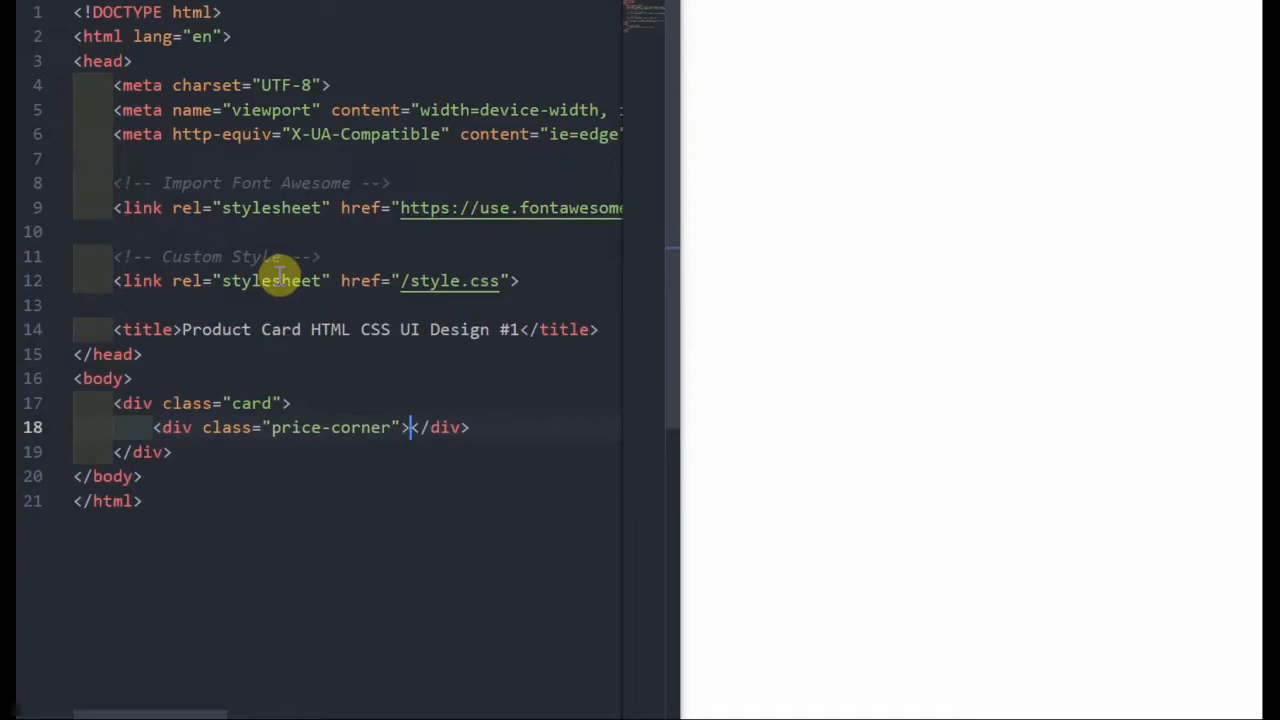 1 <!DOCTYPE html>
2 <html lang="en">
3 <head>
4 <meta charset="UTF-8">
5 <meta name="viewport" content="width=device-width,
6 <meta http-equiv="X-UA-Compatible" content="ie=edge"
7
8 <!-- Import Font Awesome -->
9 <link rel="stylesheet" href="https://use.fontawesome
10
11 <!-- Custom Style -->
12 <link rel="stylesheet" href="/style.css">
13
14 <title>Product Card HTML CSS UI Design #1</title>
15 </head>
16 <body>
17 <div class="card">
18 <div class="price-corner"></div>
19 </div>
20 </body>
21 </html>